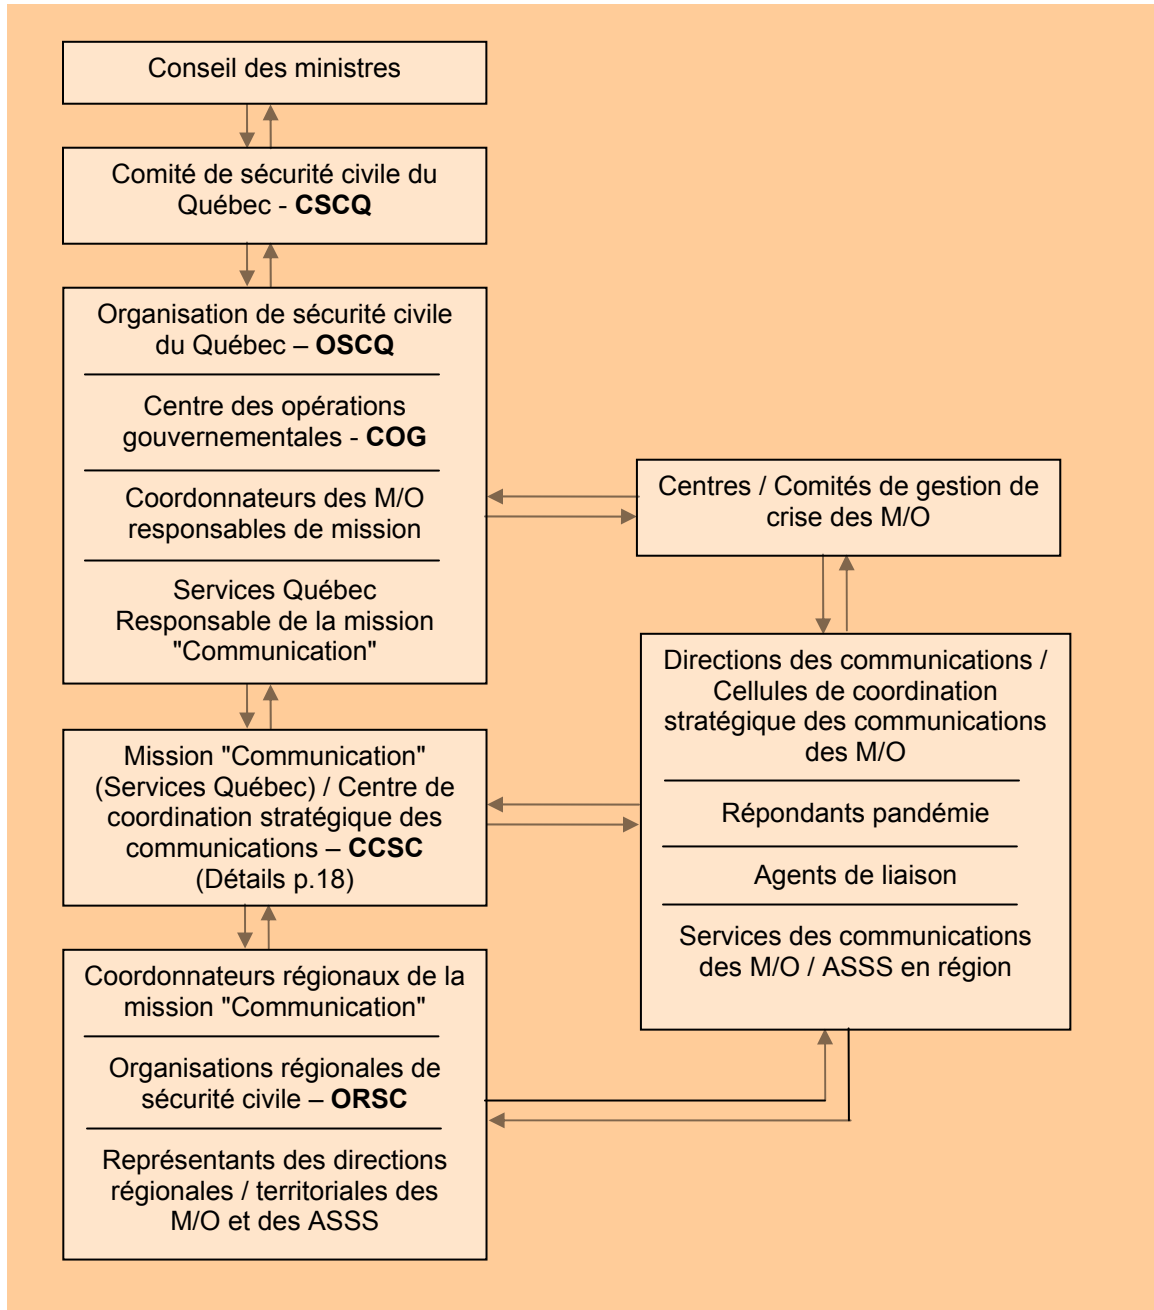 Conseil des ministres
Comité de sécurité civile du
Québec - CSCQ
Organisation de sécurité civile
du Québec – OSCQ
Centre des opérations
gouvernementales - COG
Coordonnateurs des M/O
responsables de mission
Services Québec
Responsable de la mission
"Communication"
Mission "Communication"
(Services Québec) / Centre de
coordination stratégique des
communications – CCSC
(Détails p.18)
Coordonnateurs régionaux de la
mission "Communication"
Organisations régionales de
sécurité civile – ORSC
Représentants des directions
régionales / territoriales des
M/O et des ASSS
Centres / Comités de gestion de
crise des M/O
Directions des communications /
Cellules de coordination
stratégique des communications
des M/O
Répondants pandémie
Agents de liaison
Services des communications
des M/O / ASSS en région